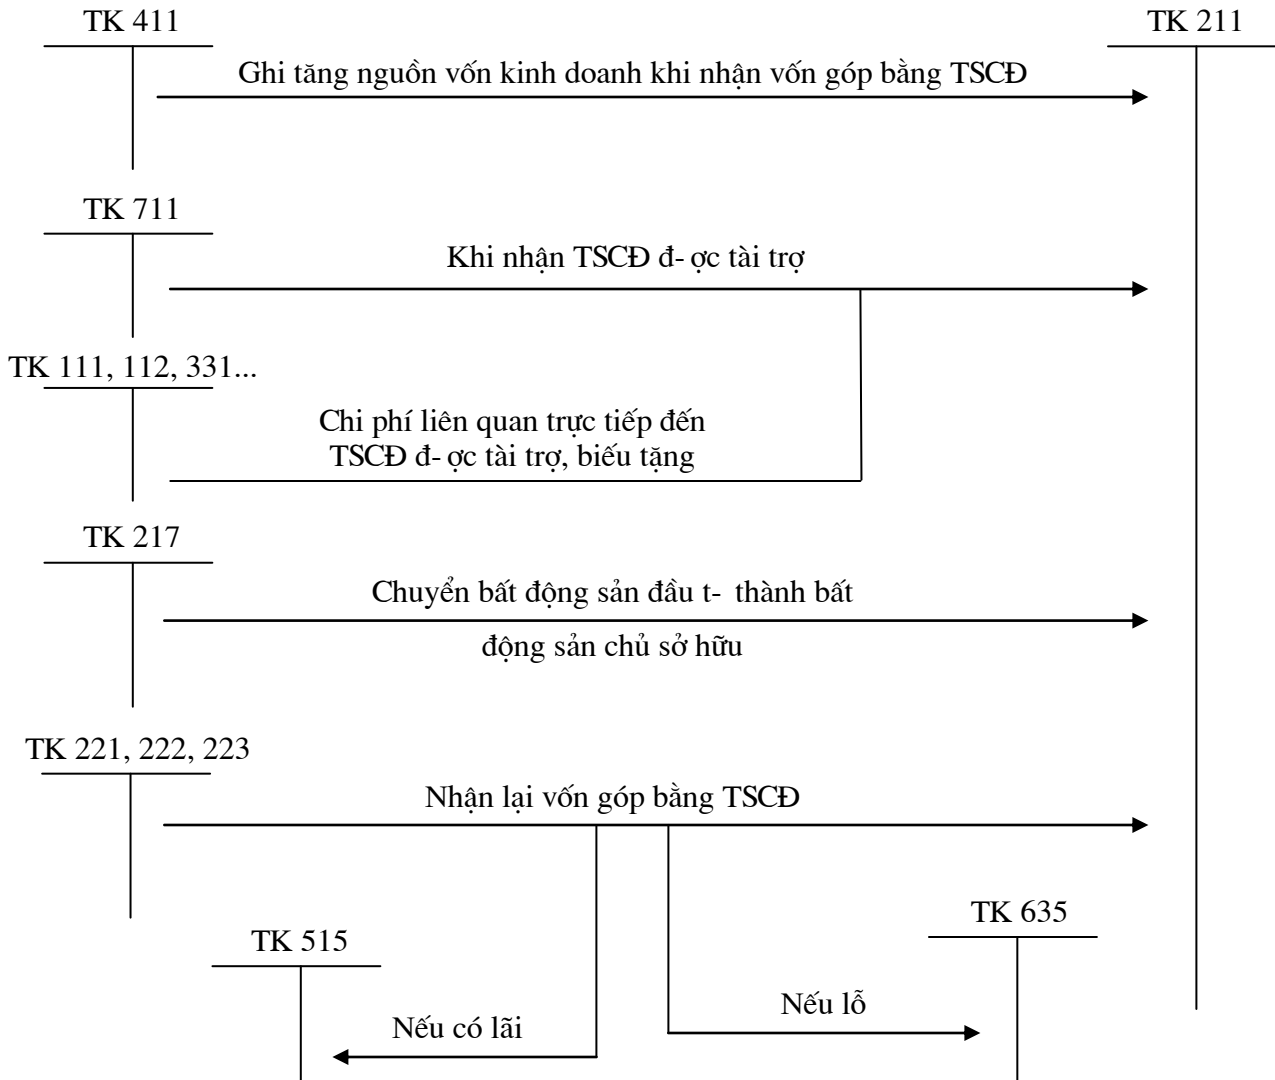 TK 411
TK 211
Ghi tăng nguồn vốn kinh doanh khi nhận vốn góp bằng TSCĐ
TK 711
Khi nhận TSCĐ đ- ợc tài trợ
TK 111, 112, 331...
Chi phí liên quan trực tiếp đến
TSCĐ đ- ợc tài trợ, biếu tặng
TK 217
Chuyển bất động sản đầu t- thành bất
động sản chủ sở hữu
TK 221, 222, 223
Nhận lại vốn góp bằng TSCĐ
TK 635
TK 515
Nếu lỗ
Nếu có lãi